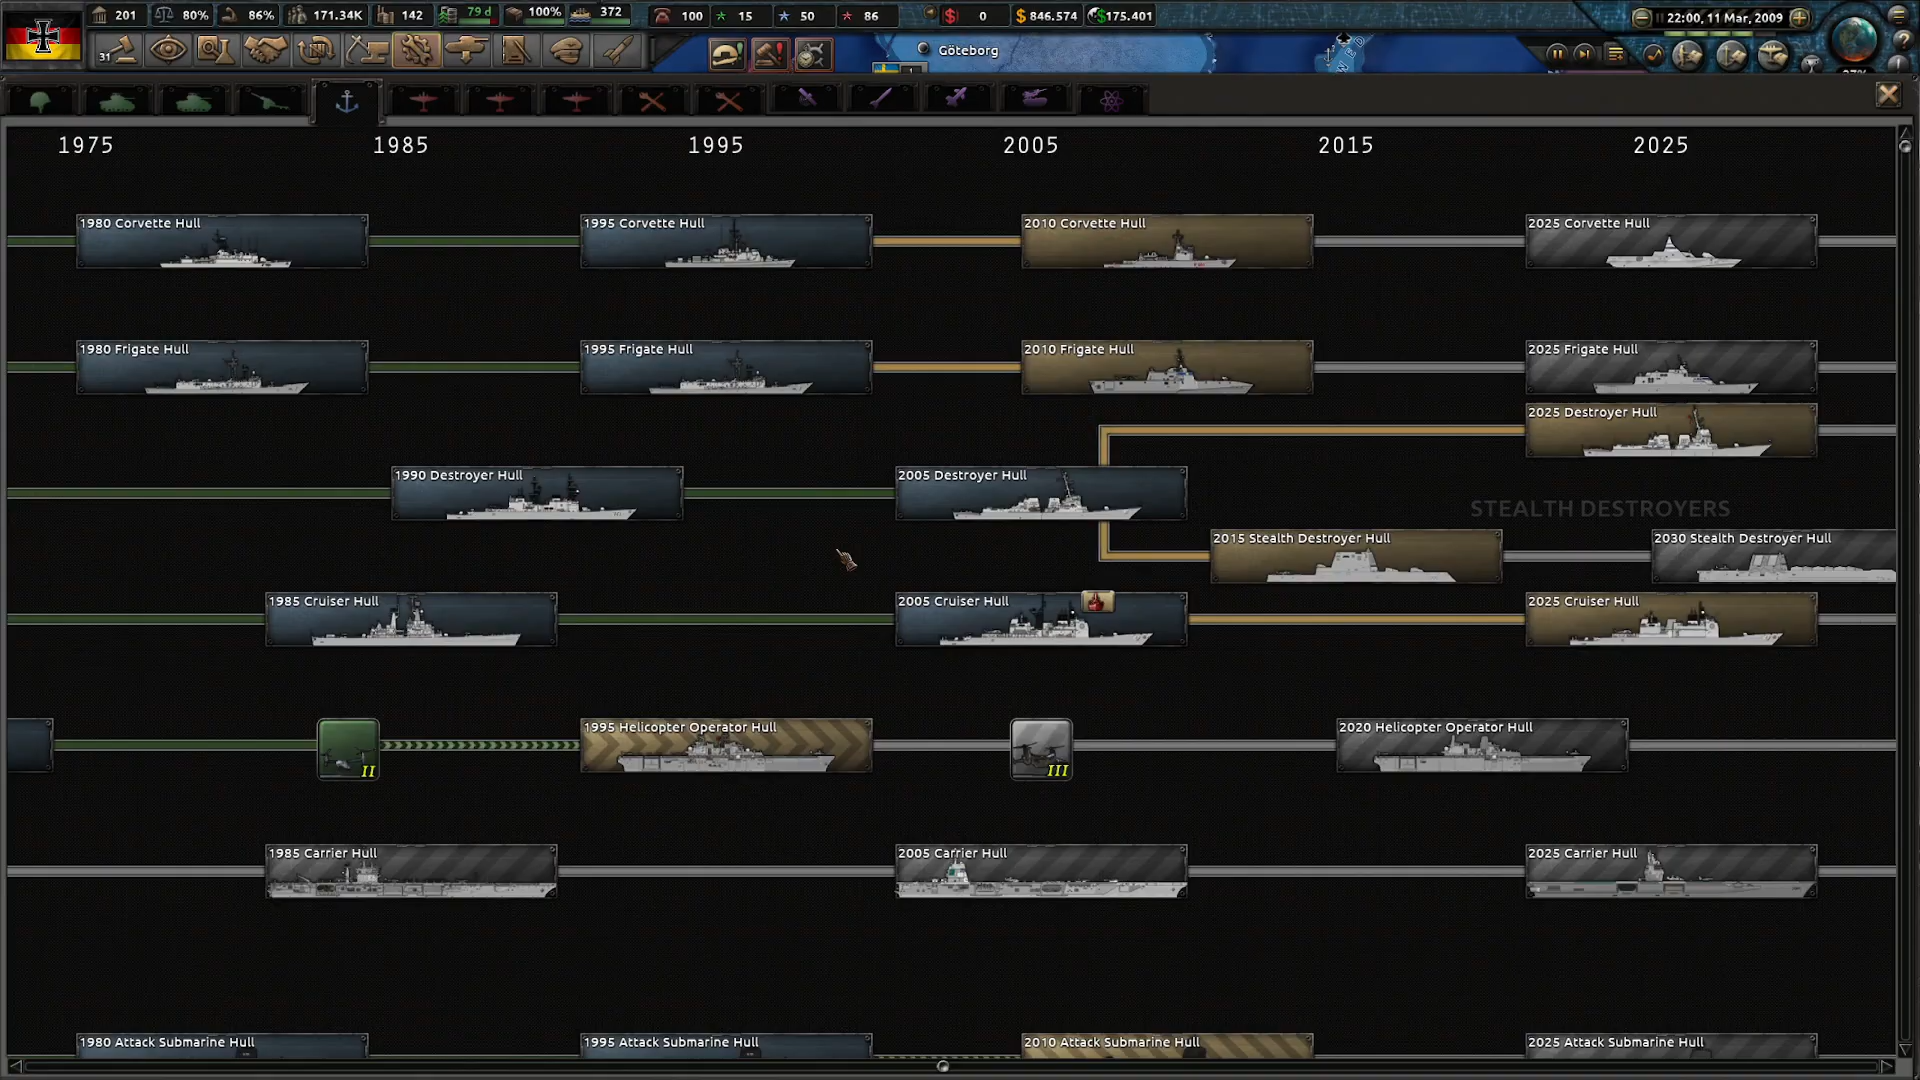 201 80% 86% 171.34K 142 79 d 100% 372 100 15 50 86 0 846.574 175.401 22:00, 11 Mar, 2009
31 Göteborg
1
1975 1985 1995 2005 2015 2025
1980 Corvette Hull 1995 Corvette Hull 2010 Corvette Hull 2025 Corvette Hull
1980 Frigate Hull 1995 Frigate Hull 2010 Frigate Hull 2025 Frigate Hull
2025 Destroyer Hull
1990 Destroyer Hull 2005 Destroyer Hull
STEALTH DESTROYERS
2015 Stealth Destroyer Hull 2030 Stealth Destroyer Hull
1985 Cruiser Hull 2005 Cruiser Hull 2025 Cruiser Hull
1995 Helicopter Operator Hull 2020 Helicopter Operator Hull
II III
1985 Carrier Hull 2005 Carrier Hull 2025 Carrier Hull
1980 Attack Submarine Hull 1995 Attack Submarine Hull 2010 Attack Submarine Hull 2025 Attack Submarine Hull